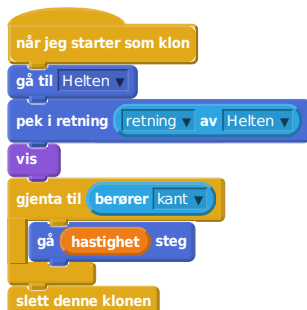 når jeg starter som klon
gå til Helten
pek i retning retning av Helten
vis
gjenta til berører kant
gå hastighet steg
slett denne klonen